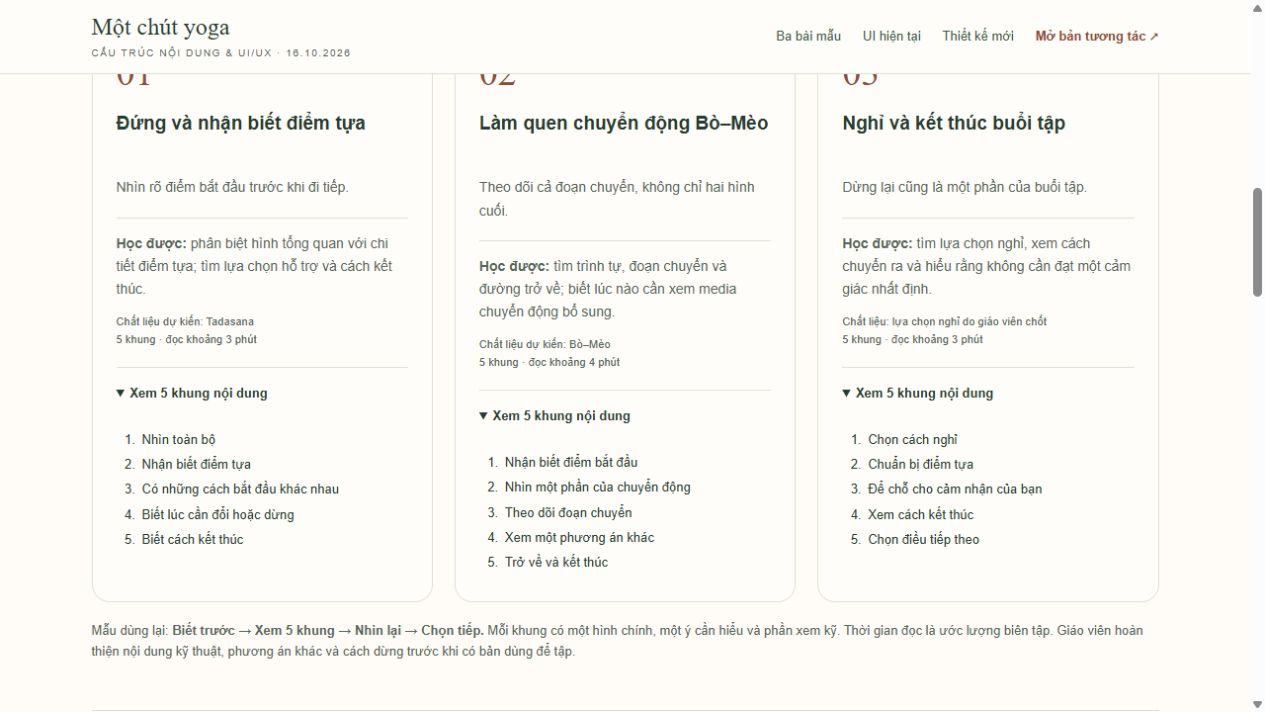 Một chút yoga
CẤU TRÚC NỘI DUNG & UI/UX · 16.10.2026
Ba bài mẫu
UI hiện tại
Thiết kế mới
Mở bản tương tác ↗
01
Đứng và nhận biết điểm tựa
Nhìn rõ điểm bắt đầu trước khi đi tiếp.
Học được: phân biệt hình tổng quan với chi
tiết điểm tựa; tìm lựa chọn hỗ trợ và cách kết
thúc.
Chất liệu dự kiến: Tadasana
5 khung · đọc khoảng 3 phút
▼ Xem 5 khung nội dung
1. Nhìn toàn bộ
2. Nhận biết điểm tựa
3. Có những cách bắt đầu khác nhau
4. Biết lúc cần đổi hoặc dừng
5. Biết cách kết thúc
02
Làm quen chuyển động Bò–Mèo
Theo dõi cả đoạn chuyển, không chỉ hai hình
cuối.
Học được: tìm trình tự, đoạn chuyển và
đường trở về; biết lúc nào cần xem media
chuyển động bổ sung.
Chất liệu dự kiến: Bò–Mèo
5 khung · đọc khoảng 4 phút
▼ Xem 5 khung nội dung
1. Nhận biết điểm bắt đầu
2. Nhìn một phần của chuyển động
3. Theo dõi đoạn chuyển
4. Xem một phương án khác
5. Trở về và kết thúc
03
Nghỉ và kết thúc buổi tập
Dừng lại cũng là một phần của buổi tập.
Học được: tìm lựa chọn nghỉ, xem cách
chuyển ra và hiểu rằng không cần đạt một cảm
giác nhất định.
Chất liệu: lựa chọn nghỉ do giáo viên chốt
5 khung · đọc khoảng 3 phút
▼ Xem 5 khung nội dung
1. Chọn cách nghỉ
2. Chuẩn bị điểm tựa
3. Để chỗ cho cảm nhận của bạn
4. Xem cách kết thúc
5. Chọn điều tiếp theo
Mẫu dùng lại: Biết trước → Xem 5 khung → Nhìn lại → Chọn tiếp. Mỗi khung có một hình chính, một ý cần hiểu và phần xem kỹ. Thời gian đọc là ước lượng biên tập. Giáo viên hoàn
thiện nội dung kỹ thuật, phương án khác và cách dừng trước khi có bản dùng để tập.